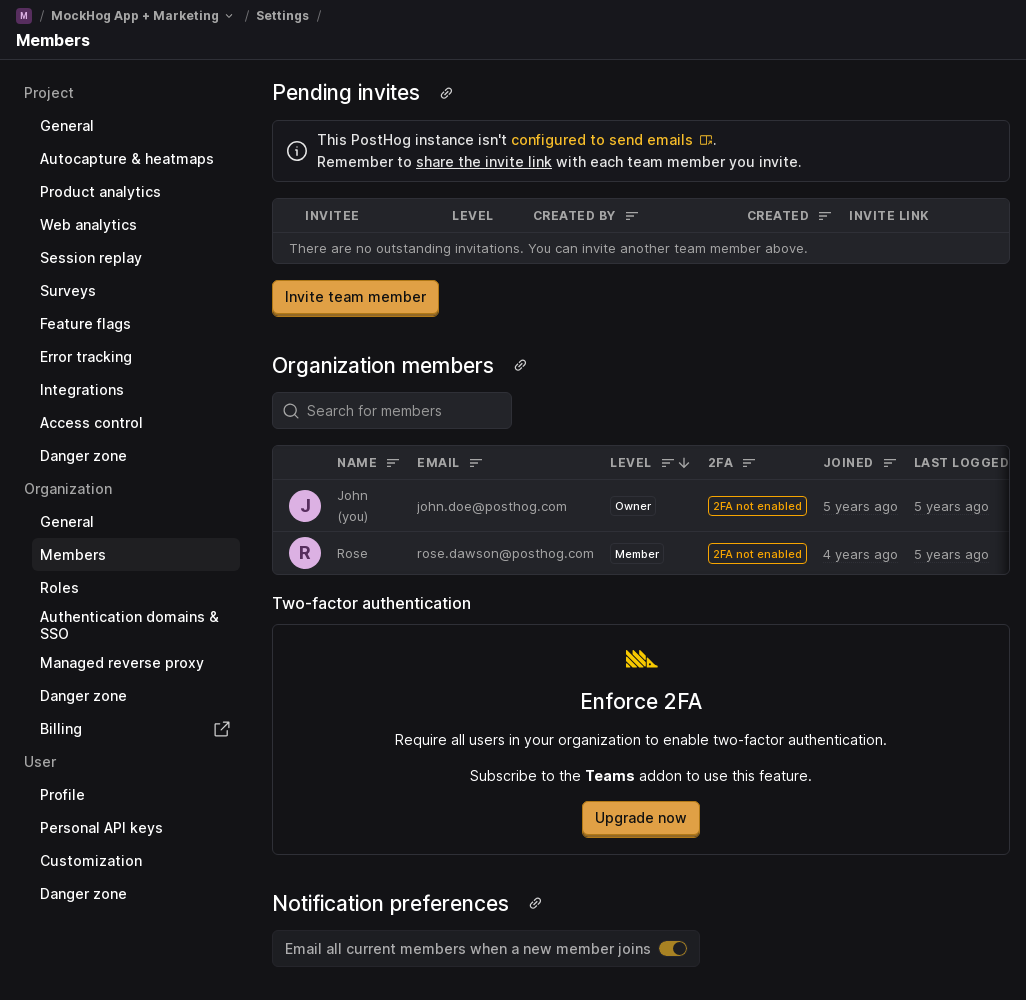 M / MockHog App + Marketing / Settings /
Members
Project
General
Autocapture & heatmaps
Product analytics
Web analytics
Session replay
Surveys
Feature flags
Error tracking
Integrations
Access control
Danger zone
Organization
General
Members
Roles
Authentication domains &
SSO
Managed reverse proxy
Danger zone
Billing
User
Profile
Personal API keys
Customization
Danger zone
Pending invites
This PostHog instance isn't configured to send emails .
Remember to share the invite link with each team member you invite.
INVITEE LEVEL CREATED BY CREATED INVITE LINK
There are no outstanding invitations. You can invite another team member above.
Invite team member
Organization members
Search for members
NAME EMAIL LEVEL 2FA JOINED LAST LOGGED
J John
(you) john.doe@posthog.com Owner 2FA not enabled 5 years ago 5 years ago
R Rose rose.dawson@posthog.com Member 2FA not enabled 4 years ago 5 years ago
Two-factor authentication
Enforce 2FA
Require all users in your organization to enable two-factor authentication.
Subscribe to the Teams addon to use this feature.
Upgrade now
Notification preferences
Email all current members when a new member joins